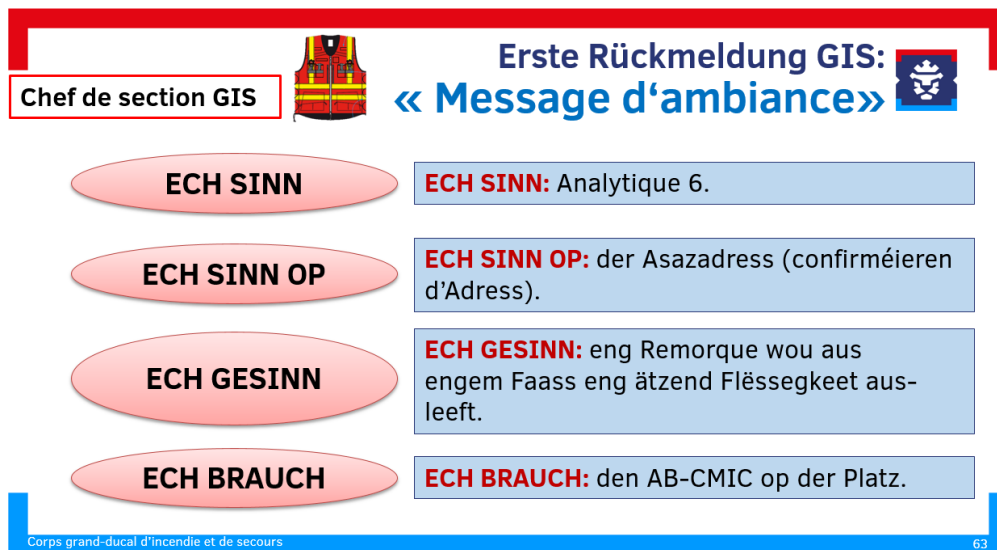 Erste Rückmeldung GIS:
Chef de section GIS
« Message d‘ambiance»
ECH SINN
ECH SINN: Analytique 6.
ECH SINN OP
ECH SINN OP: der Asazadress (confirméieren
d’Adress).
ECH GESINN
ECH GESINN: eng Remorque wou aus
engem Faass eng ätzend Flëssegkeet aus-
leeft.
ECH BRAUCH
ECH BRAUCH: den AB-CMIC op der Platz.
Corps grand-ducal d’incendie et de secours
63